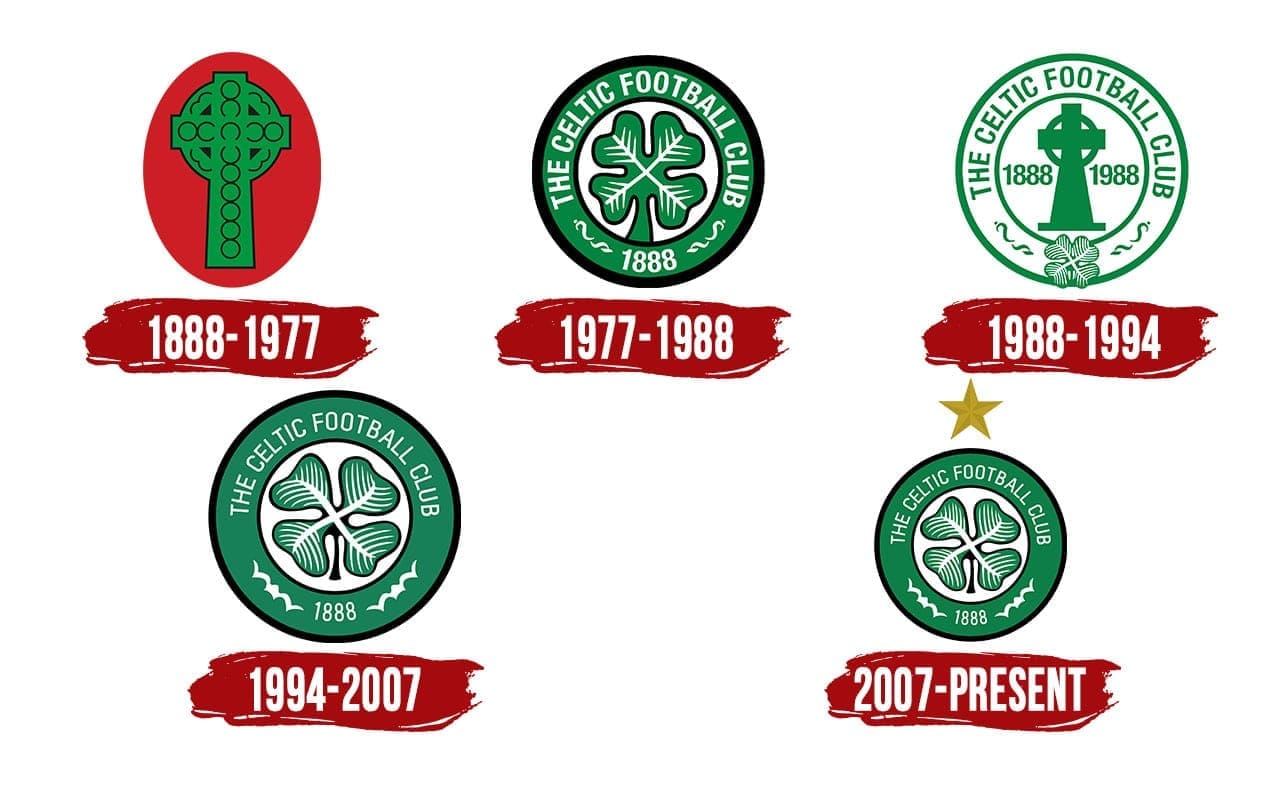 THE CELTIC FOOTBALL CLUB
1888
THE CELTIC FOOTBALL CLUB
1888 1988
1888-1977
1977-1988
1988-1994
THE CELTIC FOOTBALL CLUB
1888
THE CELTIC FOOTBALL CLUB
1888
1994-2007
2007-PRESENT